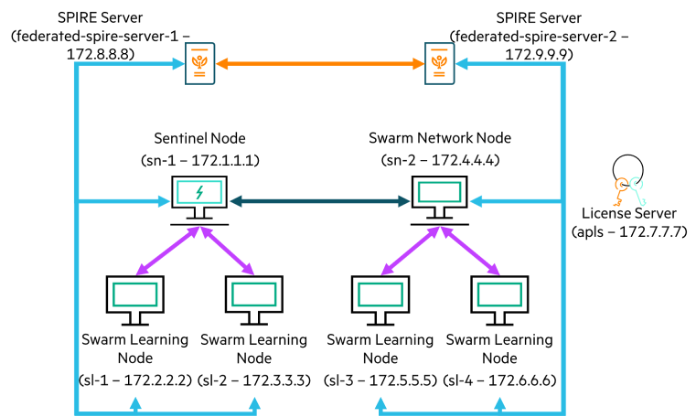 SPIRE Server
(federated-spire-server-1 –
172.8.8.8)
SPIRE Server
(federated-spire-server-2 –
172.9.9.9)
Sentinel Node
(sn-1 – 172.1.1.1)
Swarm Network Node
(sn-2 – 172.4.4.4)
License Server
(apls – 172.7.7.7)
Swarm Learning
Node
(sl-1 – 172.2.2.2)
Swarm Learning
Node
(sl-2 – 172.3.3.3)
Swarm Learning
Node
(sl-3 – 172.5.5.5)
Swarm Learning
Node
(sl-4 – 172.6.6.6)